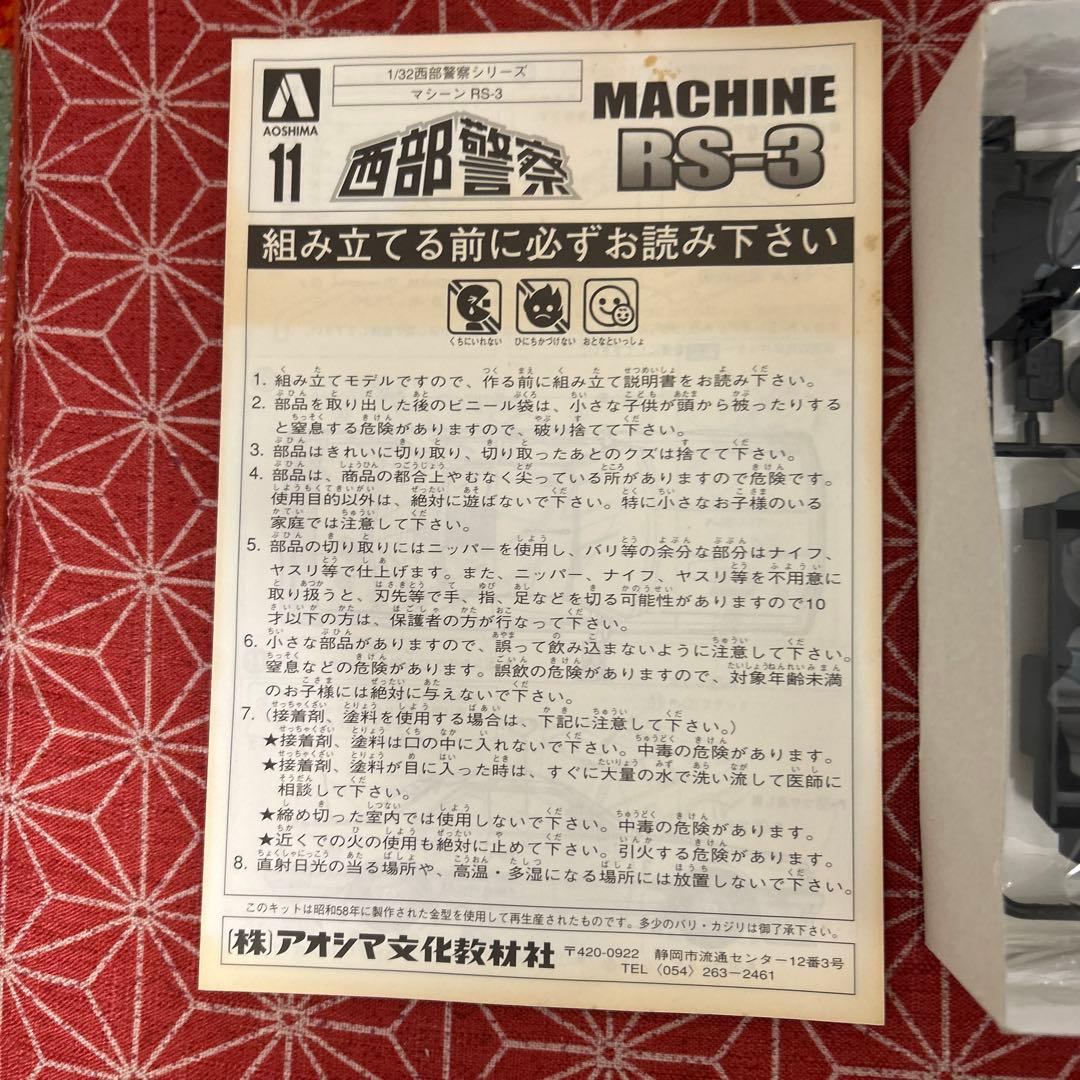 AOSHIMA
11
1/32西部警察シリーズ
マシーン RS-3
西部警察
MACHINE
RS-3
組み立てる前に必ずお読み下さい
くちにいれない ひにちかづけない おとなといっしょ
1. 組み立てモデルですので、作る前に組み立て説明書をお読み下さい。
2. 部品を取り出した後のビニール袋は、小さな子供が頭から被ったりする
と窒息する危険がありますので、破り捨てて下さい。
3. 部品はきれいに切り取り、切り取ったあとのクズは捨てて下さい。
4. 部品は、商品の都合上やむなく尖っている所がありますので危険です。
使用目的以外は、絶対に遊ばないで下さい。特に小さなお子様のいる
家庭では注意して下さい。
5. 部品の切り取りにはニッパーを使用し、バリ等の余分な部分はナイフ、
ヤスリ等で仕上げます。また、ニッパー、ナイフ、ヤスリ等を不用意に
取り扱うと、刃先等で手、指、足などを切る可能性がありますので10
才以下の方は、保護者の方が行なって下さい。
6. 小さな部品がありますので、誤って飲み込まないように注意して下さい。
窒息などの危険があります。誤飲の危険がありますので、対象年齢未満
のお子様には絶対に与えないで下さい。
7. (接着剤、塗料を使用する場合は、下記に注意して下さい。)
★接着剤、塗料は口の中に入れないで下さい。中毒の危険があります。
★接着剤、塗料が目に入った時は、すぐに大量の水で洗い流して医師に
相談して下さい。
★締め切った室内では使用しないで下さい。中毒の危険があります。
★近くでの火の使用も絶対に止めて下さい。引火する危険があります。
8. 直射日光の当る場所や、高温・多湿になる場所には放置しないで下さい。
このキットは昭和58年に製作された金型を使用して再生産されたものです。多少のバリ・カジリは御了承下さい。
(株)アオシマ文化教材社 〒420-0922 静岡市流通センター12番3号
TEL〈054〉263-2461